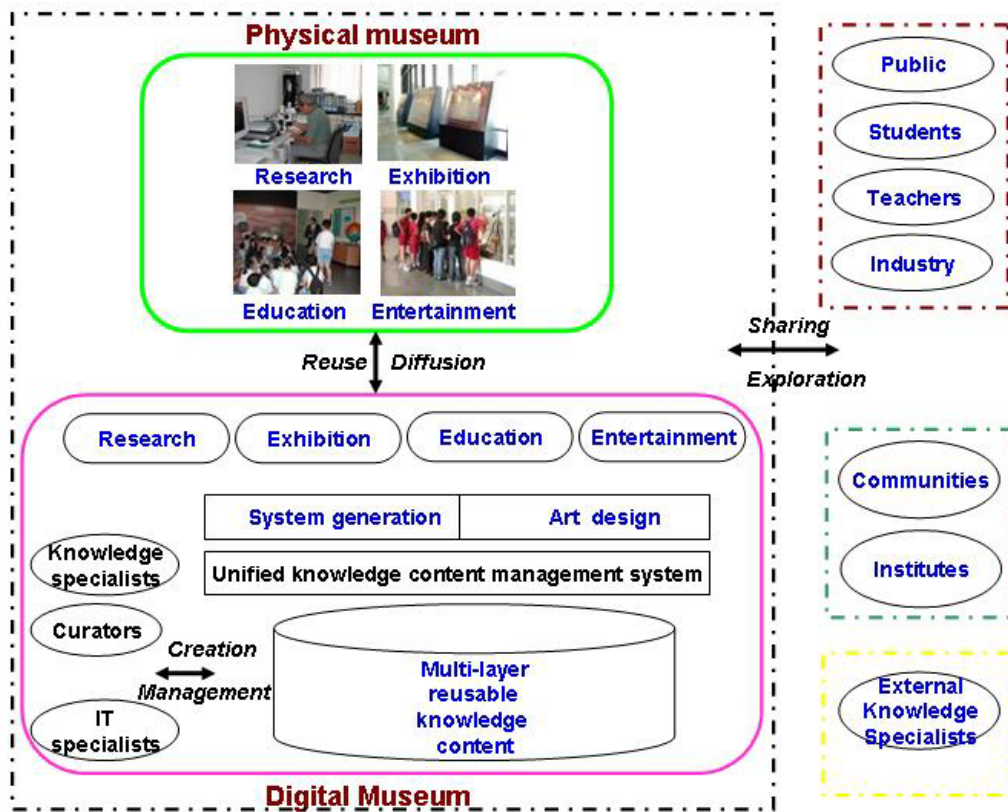 Physical museum
Research
Exhibition
Education
Entertainment
Reuse
Diffusion
Research
Exhibition
Education
Entertainment
System generation
Art design
Unified knowledge content management system
Knowledge
specialists
Curators
IT
specialists
Creation
Management
Multi-layer
reusable
knowledge
content
Digital Museum
Sharing
Exploration
Public
Students
Teachers
Industry
Communities
Institutes
External
Knowledge
Specialists